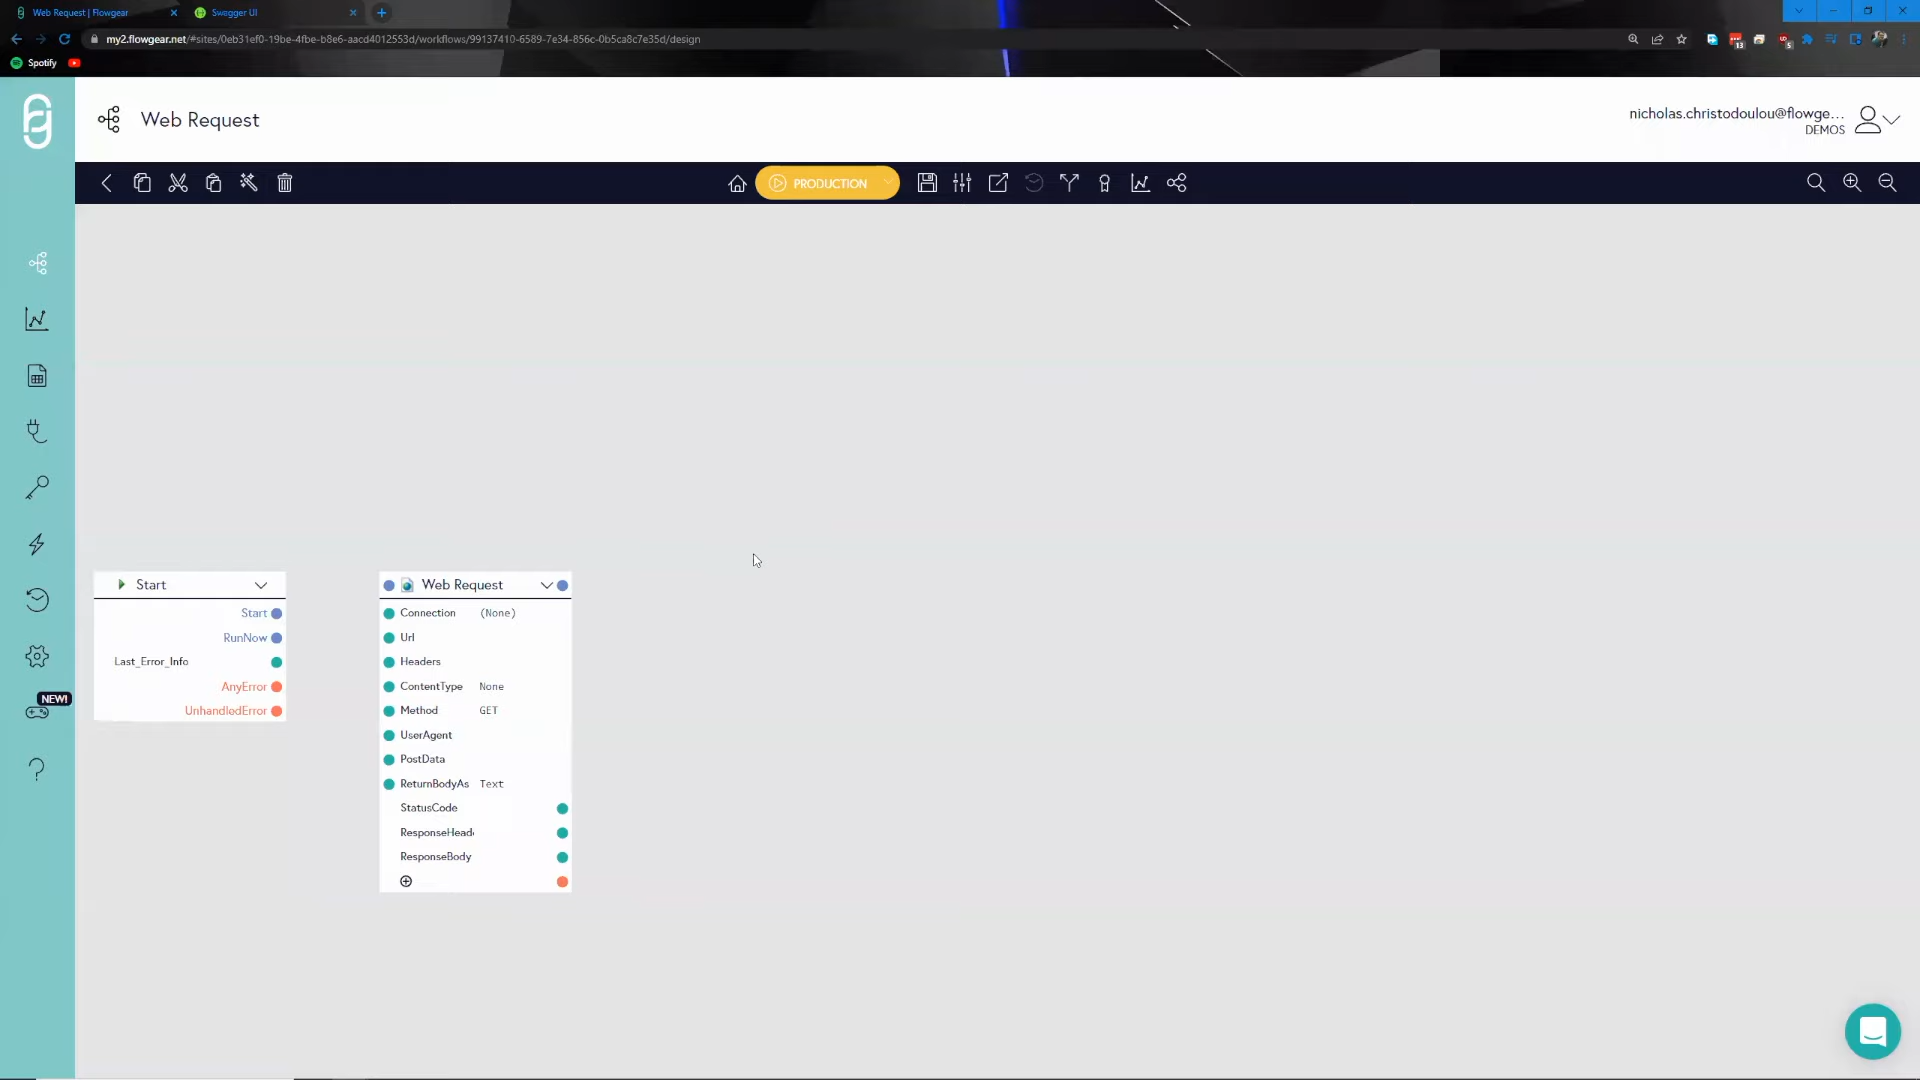 Web Request | Flowgear
Swagger UI
my2.flowgear.net/#sites/0eb31ef0-19be-4fbe-b8e6-aacd4012553d/workflows/99137410-6589-7e34-856c-0b5ca8c7e35d/design
13
5
Spotify
Web Request
nicholas.christodoulou@flowge...
DEMOS
PRODUCTION
NEW!
Start
Start
RunNow
Last_Error_Info
AnyError
UnhandledError
Web Request
Connection (None)
Url
Headers
ContentType None
Method GET
UserAgent
PostData
ReturnBodyAs Text
StatusCode
ResponseHead
ResponseBody